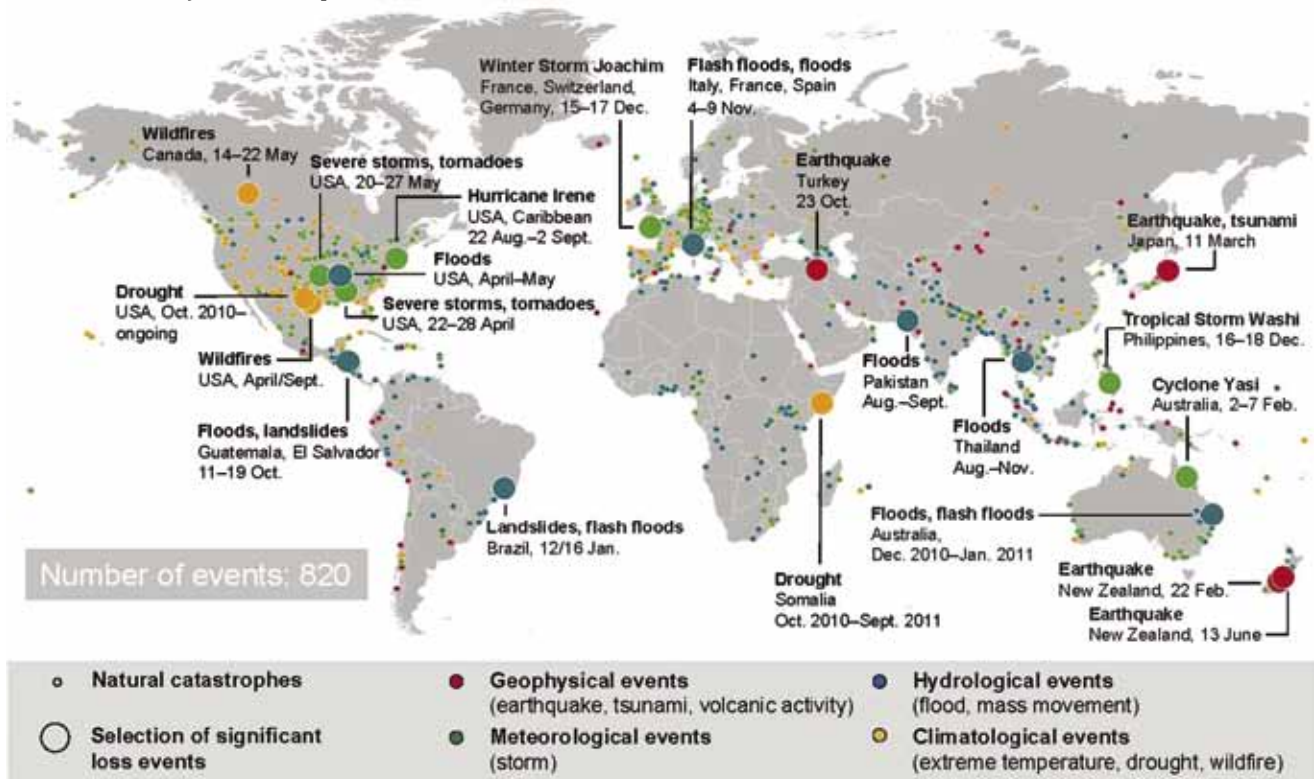 Winter Storm Joachim
France, Switzerland,
Germany, 15–17 Dec.
Flash floods, floods
Italy, France, Spain
4–9 Nov.
Wildfires
Canada, 14–22 May
Severe storms, tornadoes
USA, 20–27 May
Earthquake
Turkey
23 Oct.
Hurricane Irene
USA, Caribbean
22 Aug.–2 Sept.
Earthquake, tsunami
Japan, 11 March
Floods
USA, April–May
Drought
USA, Oct. 2010–
ongoing
Severe storms, tornadoes
USA, 22–28 April
Tropical Storm Washi
Philippines, 16–18 Dec.
Wildfires
USA, April/Sept.
Floods
Pakistan
Aug.–Sept.
Cyclone Yasi
Australia, 2–7 Feb.
Floods, landslides
Guatemala, El Salvador
11–19 Oct.
Floods
Thailand
Aug.–Nov.
Landslides, flash floods
Brazil, 12/16 Jan.
Floods, flash floods
Australia,
Dec. 2010–Jan. 2011
Number of events: 820
Drought
Somalia
Oct. 2010–Sept. 2011
Earthquake
New Zealand, 22 Feb.
Earthquake
New Zealand, 13 June
Natural catastrophes
Selection of significant
loss events
Geophysical events
(earthquake, tsunami, volcanic activity)
Meteorological events
(storm)
Hydrological events
(flood, mass movement)
Climatological events
(extreme temperature, drought, wildfire)